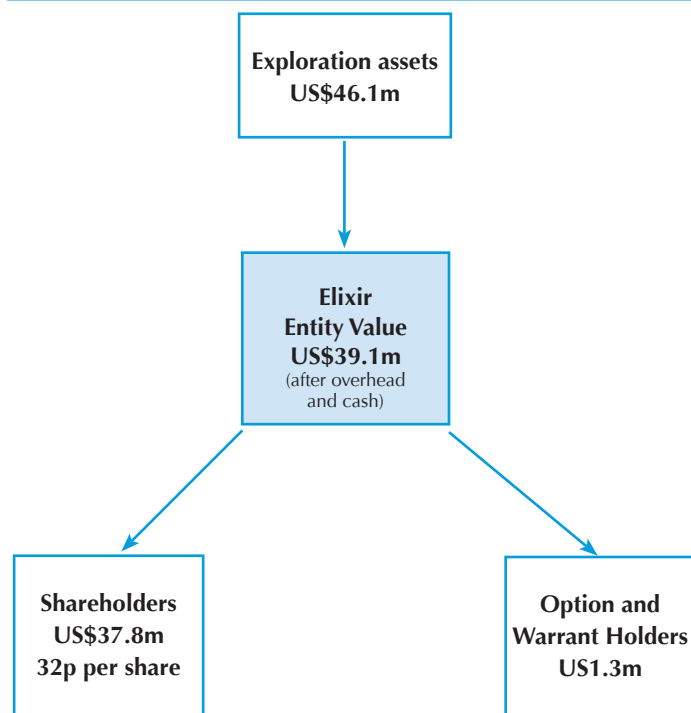 Exploration assets
US$46.1m
Elixir
Entity Value
US$39.1m
(after overhead
and cash)
Shareholders
US$37.8m
32p per share
Option and
Warrant Holders
US1.3m